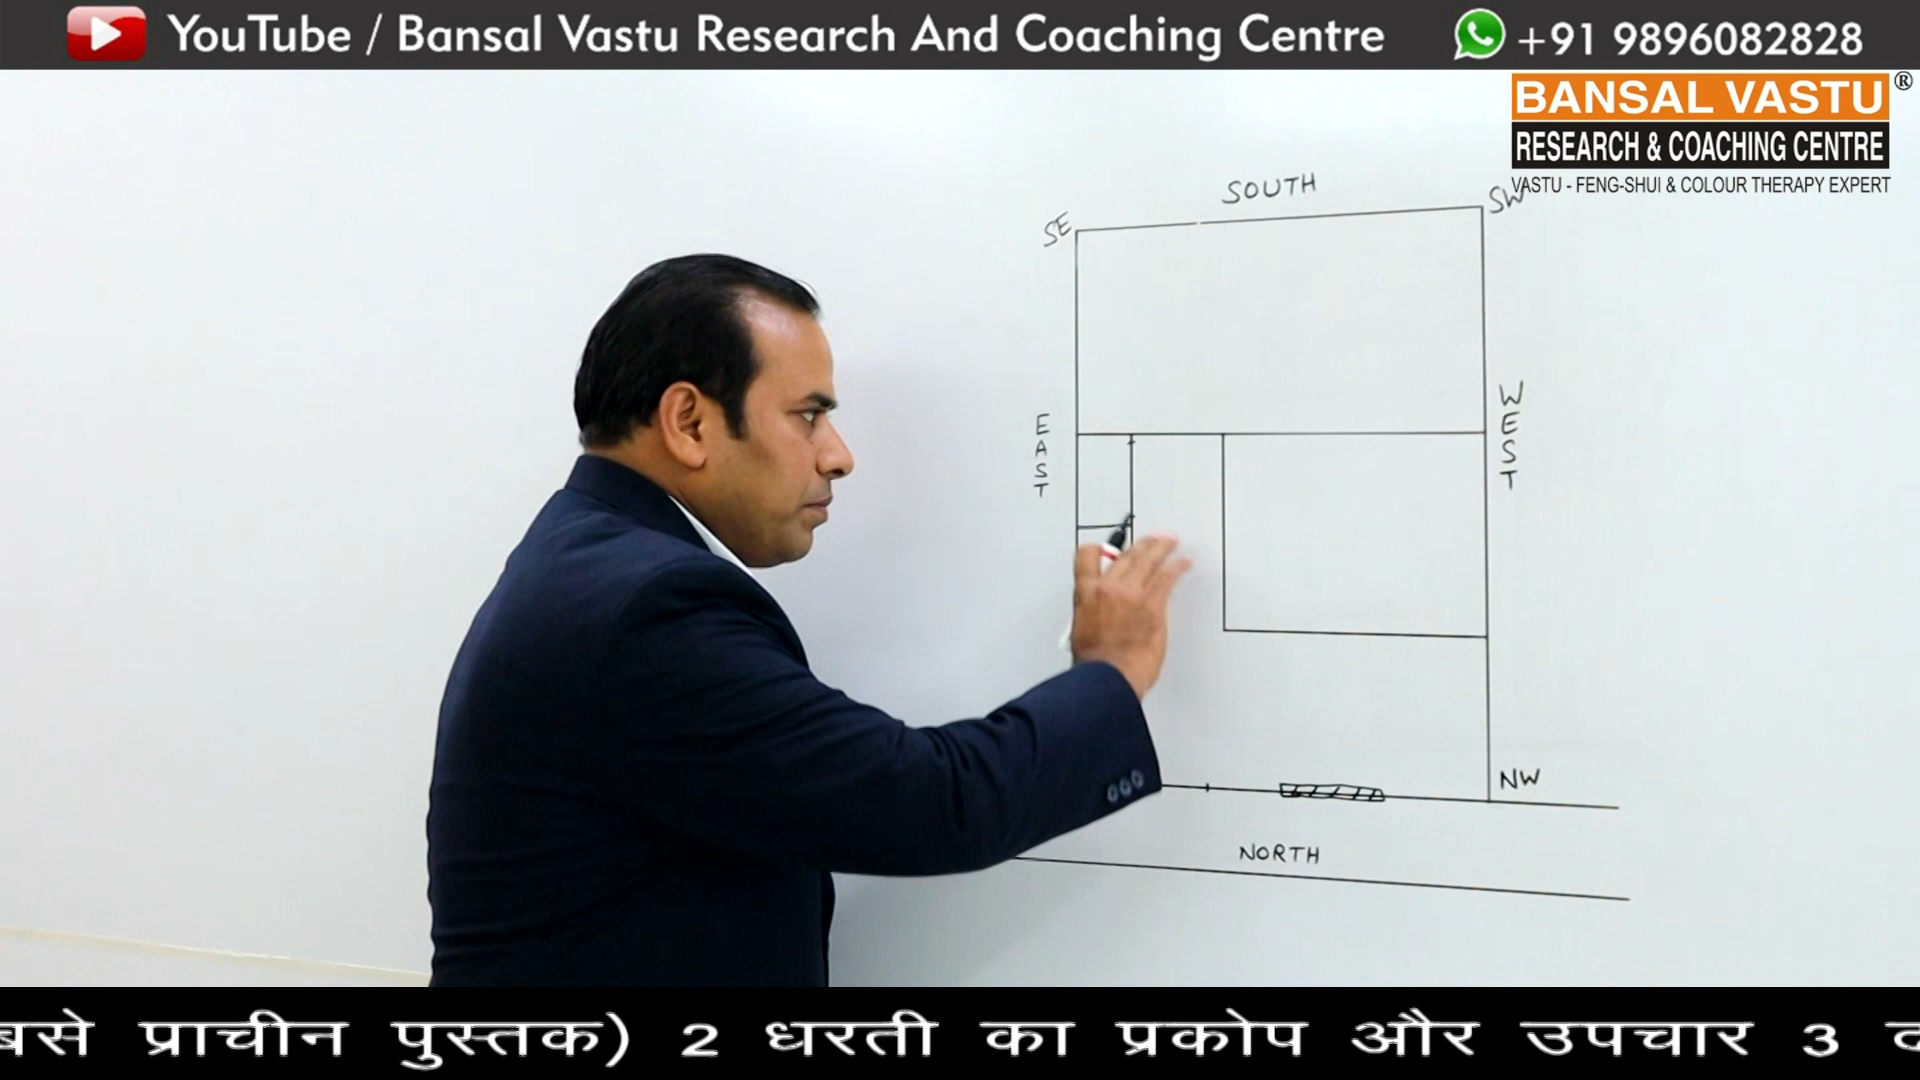 YouTube / Bansal Vastu Research And Coaching Centre
+91 9896082828
BANSAL VASTU®
RESEARCH & COACHING CENTRE
VASTU - FENG-SHUI & COLOUR THERAPY EXPERT
SOUTH
SE
SW
EAST
WEST
NW
NORTH
प्राचीन पुस्तक) 2 धरती का प्रकोप और उपचार 3